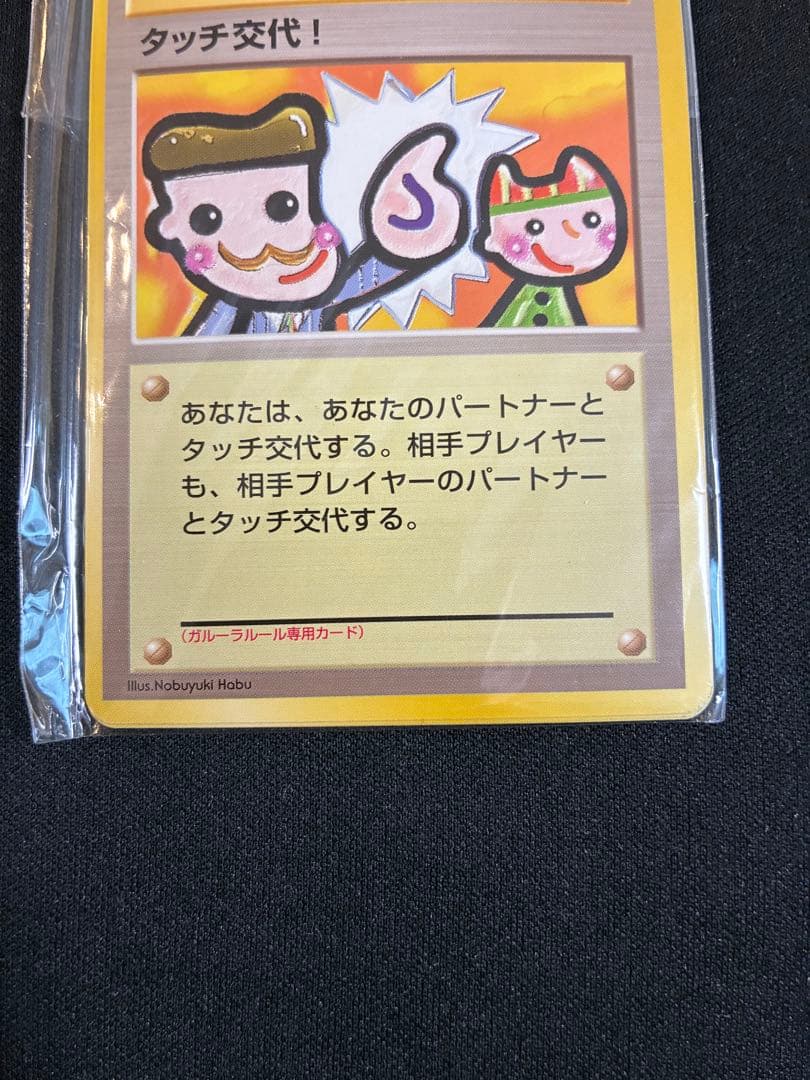 タッチ交代！
あなたは、あなたのパートナーと
タッチ交代する。相手プレイヤー
も、相手プレイヤーのパートナー
とタッチ交代する。
（ガルーラルール専用カード）
Illus.Nobuyuki Habu